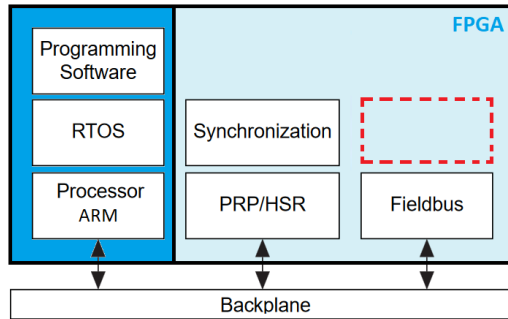 FPGA
Programming
Software
RTOS
Synchronization
Processor
ARM
PRP/HSR
Fieldbus
Backplane